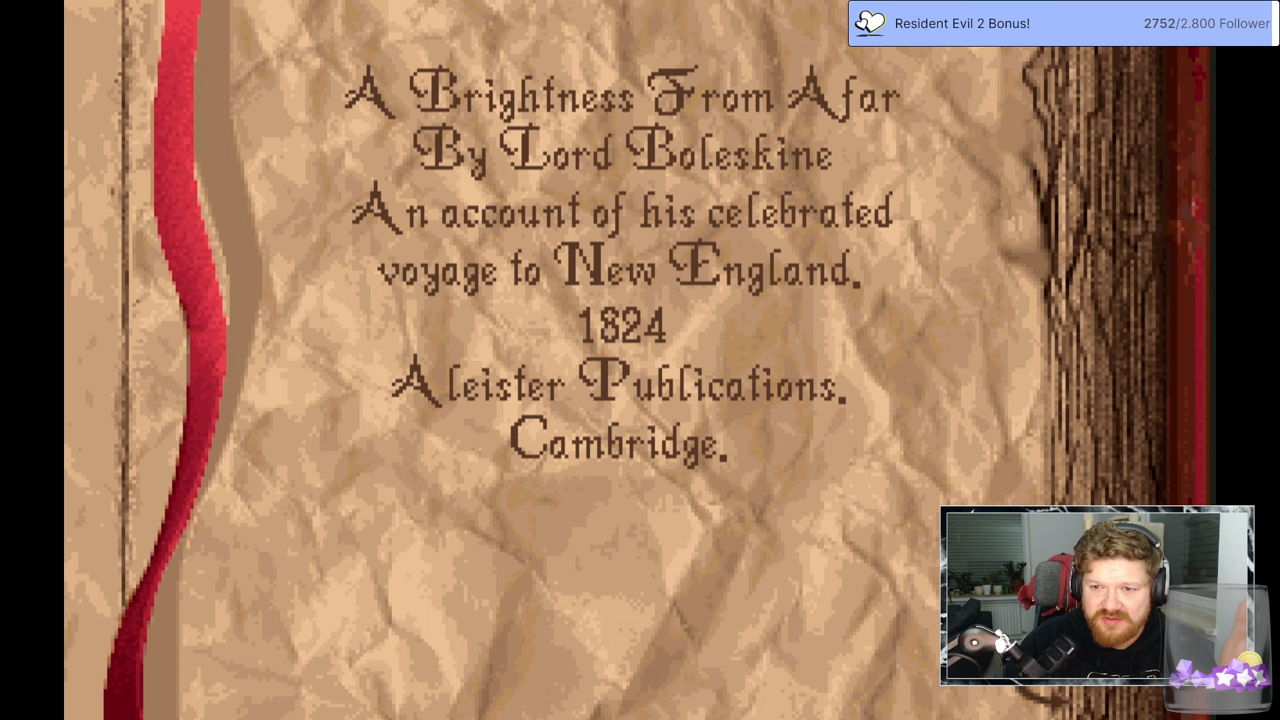 Resident Evil 2 Bonus! 2752/2.800 Follower
A Brightness From Afar
By Lord Boleskine
An account of his celebrated
voyage to New England.
1824
Aleister Publications.
Cambridge.